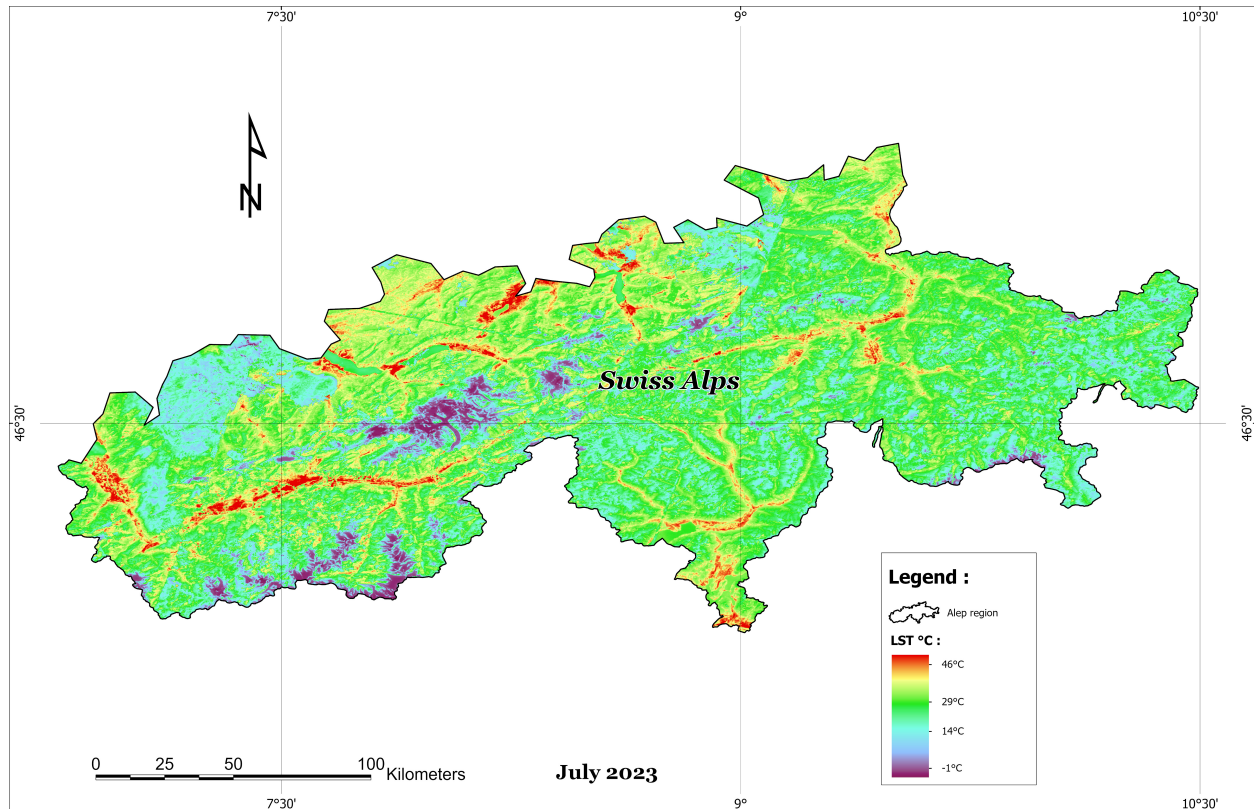 7°30' 9° 10°30'
N
Swiss Alps
46°30' 46°30'
Legend :
Alep region
LST °C :
46°C
29°C
14°C
-1°C
0 25 50 100
Kilometers
July 2023
7°30' 9° 10°30'